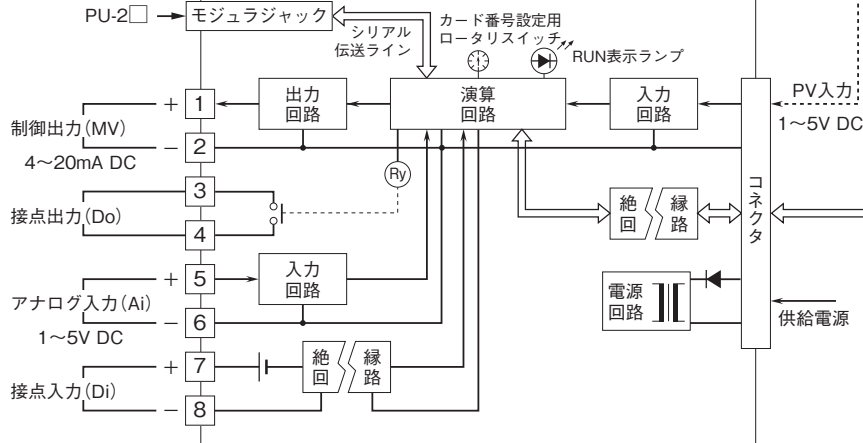 PU-2□
モジュラジャック
シリアル
伝送ライン
カード番号設定用
ロータリスイッチ
RUN表示ランプ
制御出力(MV)
4〜20mA DC
+
1
−
2
出力
回路
演算
回路
入力
回路
PV入力
1〜5V DC
接点出力(Do)
3
4
Ry
絶
回
縁
路
コネクタ
アナログ入力(Ai)
1〜5V DC
+
5
−
6
入力
回路
電源
回路
供給電源
接点入力(Di)
+
7
−
8
絶
回
縁
路